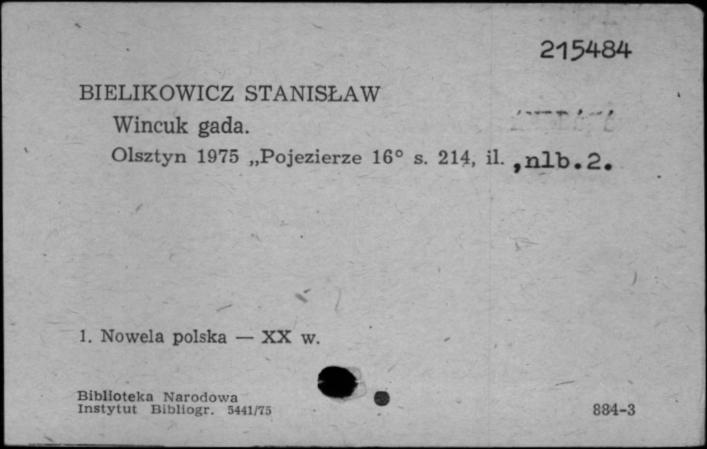 215484
BIELIKOWICZ STANISŁAW
Wincuk gada.
Olsztyn 1975 „Pojezierze 16° s. 214, il. ,nlb.2.
1. Nowela polska — XX w.
Biblioteka Narodowa
Instytut Bibliogr. 5441/75
884-3